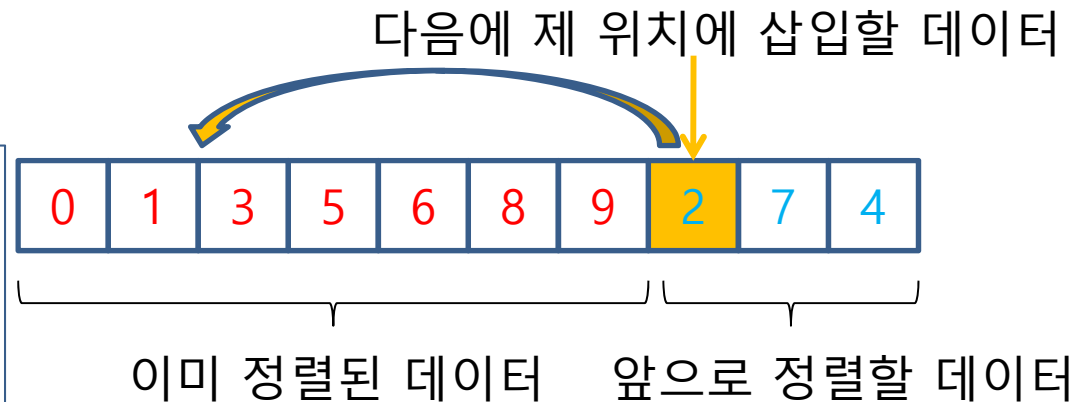 다음에 제 위치에 삽입할 데이터
0 1 3 5 6 8 9 2 7 4
이미 정렬된 데이터 앞으로 정렬할 데이터